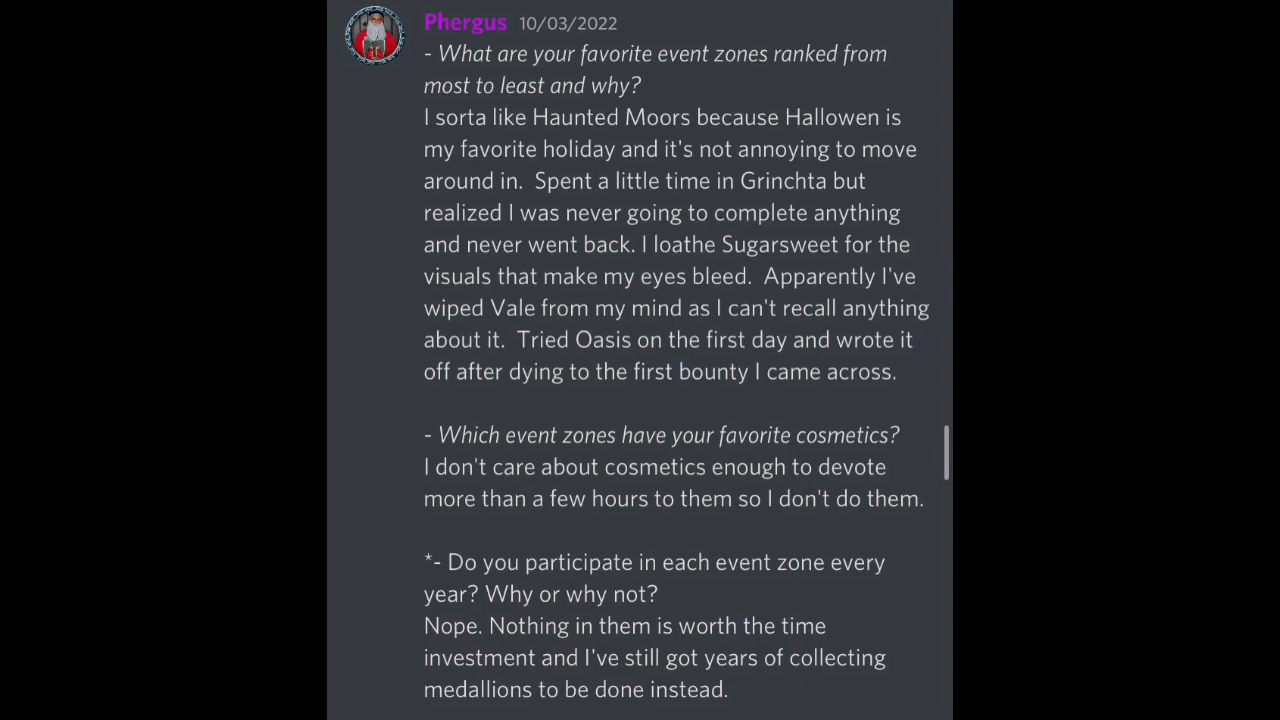 Phergus 10/03/2022
- What are your favorite event zones ranked from
most to least and why?
I sorta like Haunted Moors because Hallowen is
my favorite holiday and it's not annoying to move
around in.  Spent a little time in Grinchta but
realized I was never going to complete anything
and never went back. I loathe Sugarsweet for the
visuals that make my eyes bleed.  Apparently I've
wiped Vale from my mind as I can't recall anything
about it.  Tried Oasis on the first day and wrote it
off after dying to the first bounty I came across.
- Which event zones have your favorite cosmetics?
I don't care about cosmetics enough to devote
more than a few hours to them so I don't do them.
*- Do you participate in each event zone every
year? Why or why not?
Nope. Nothing in them is worth the time
investment and I've still got years of collecting
medallions to be done instead.